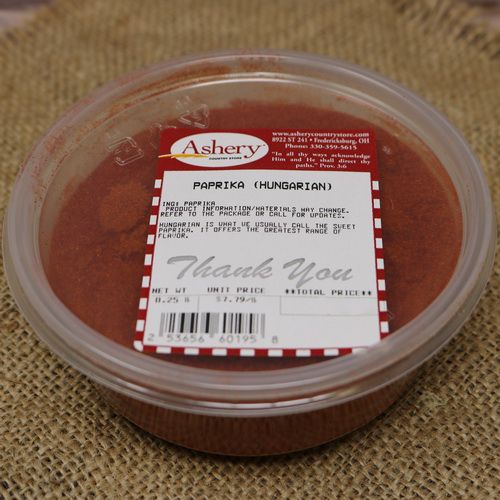 Ashery
COUNTRY STORE
www.asherycountrystore.com
8922 ST 241 • Fredericksburg, OH
Phone: 330-359-5615
"In all thy ways acknowledge
Him and He shall direct thy
paths." Prov. 3:6
PAPRIKA (HUNGARIAN)
ING: PAPRIKA
PRODUCT INFORMATION/MATERIALS MAY CHANGE.
REFER TO THE PACKAGE OR CALL FOR UPDATES.
HUNGARIAN IS WHAT WE USUALLY CALL THE SWEET
PAPRIKA. IT OFFERS THE GREATEST RANGE OF
FLAVOR.
Thank You
NET WT UNIT PRICE **TOTAL PRICE**
0.25 lb $7.79/lb
2 53656 60195 8